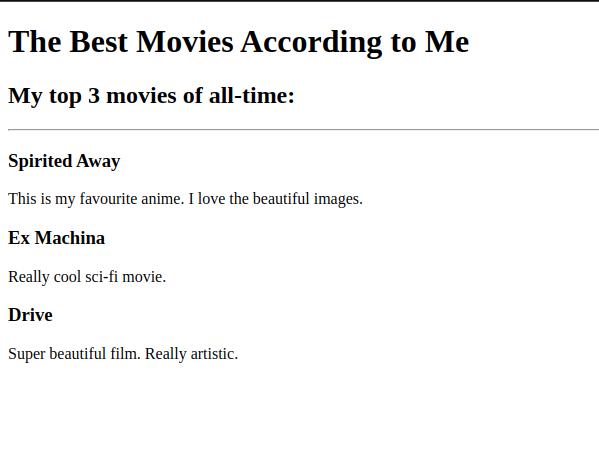 The Best Movies According to Me
My top 3 movies of all-time:
Spirited Away
This is my favourite anime. I love the beautiful images.
Ex Machina
Really cool sci-fi movie.
Drive
Super beautiful film. Really artistic.